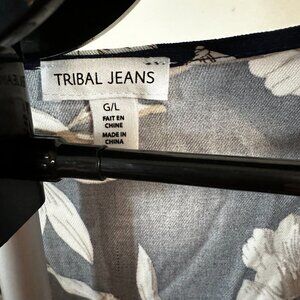 TRIBAL JEANS
G/L
FAIT EN
CHINE
MADE IN
CHINA